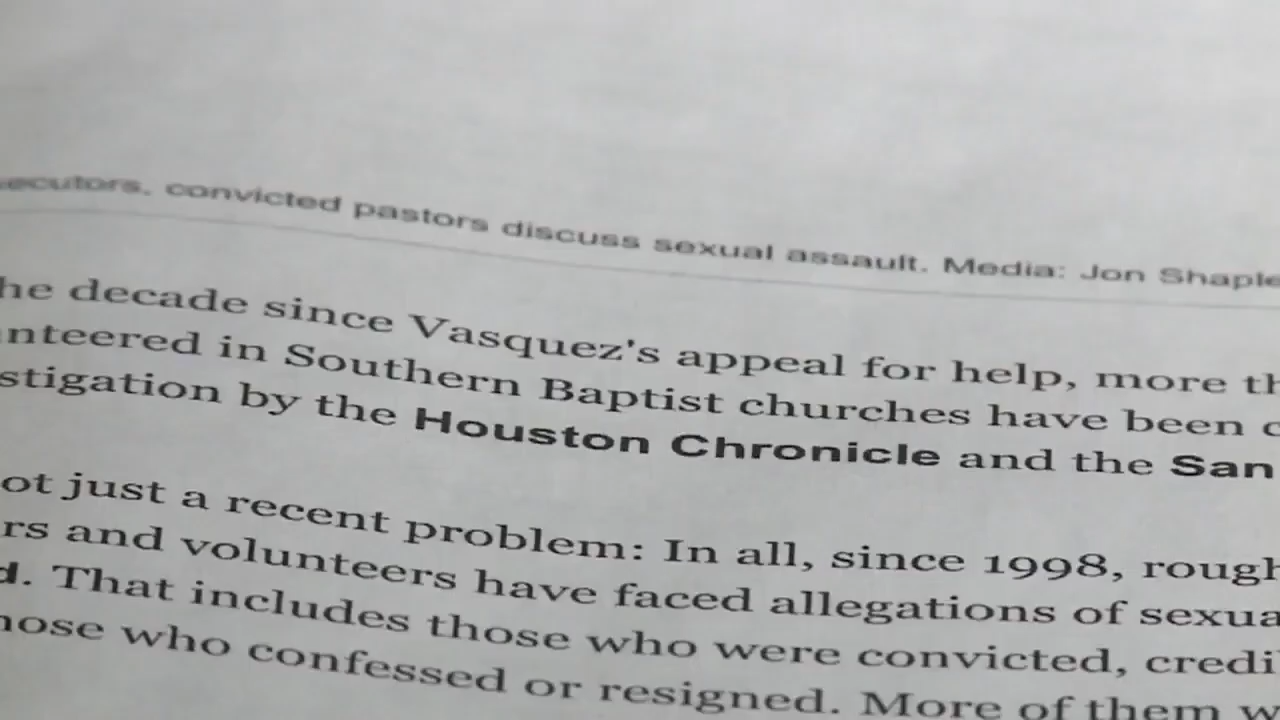 ecutors, convicted pastors discuss sexual assault. Media: Jon Shaple
he decade since Vasquez's appeal for help, more th
nteered in Southern Baptist churches have been c
stigation by the Houston Chronicle and the San
ot just a recent problem: In all, since 1998, rough
rs and volunteers have faced allegations of sexua
d. That includes those who were convicted, credi
hose who confessed or resigned. More of them w